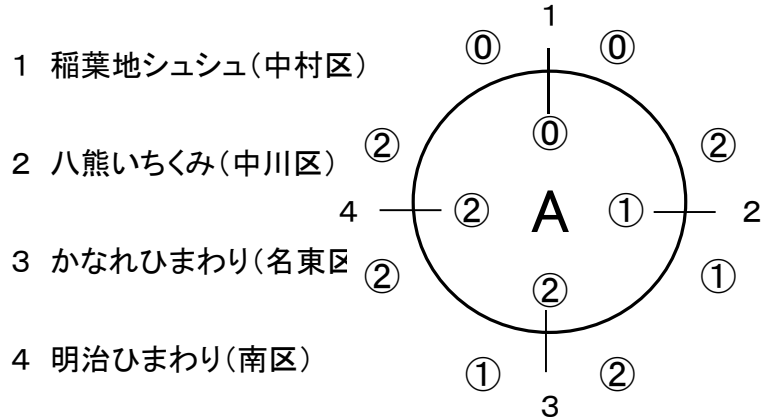 1
⓪ ⓪
1 稲葉地シュシュ(中村区)
⓪
② ②
2 八熊いちくみ(中川区)
4 ② A ① 2
3 かなれひまわり(名東区
② ② ①
4 明治ひまわり(南区)
① ②
3